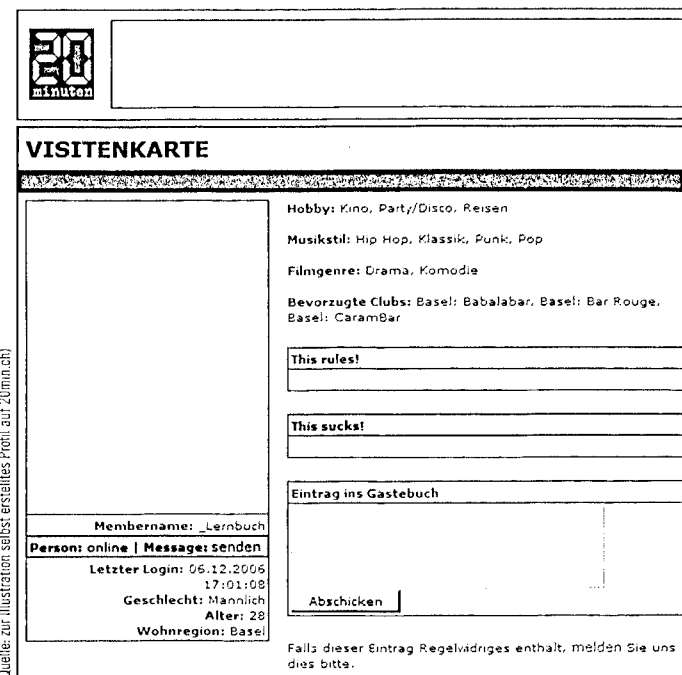 20
minuten
VISITENKARTE
Hobby: Kino, Party/Disco, Reisen
Musikstil: Hip Hop, Klassik, Punk, Pop
Filmgenre: Drama, Komodie
Bevorzugte Clubs: Basel: Babalabar, Basel: Bar Rouge,
Basel: CaramBar
This rules!
This sucks!
Eintrag ins Gastebuch
Abschicken
Falls dieser Eintrag Regelwidriges enthalt, melden Sie uns
dies bitte.
Membername: _Lernbuch
Person: online | Message: senden
Letzter Login: 06.12.2006
17:01:08
Geschlecht: Mannlich
Alter: 28
Wohnregion: Basel
Quelle: zur Illustration selbst erstelltes Profil auf 20min.ch)